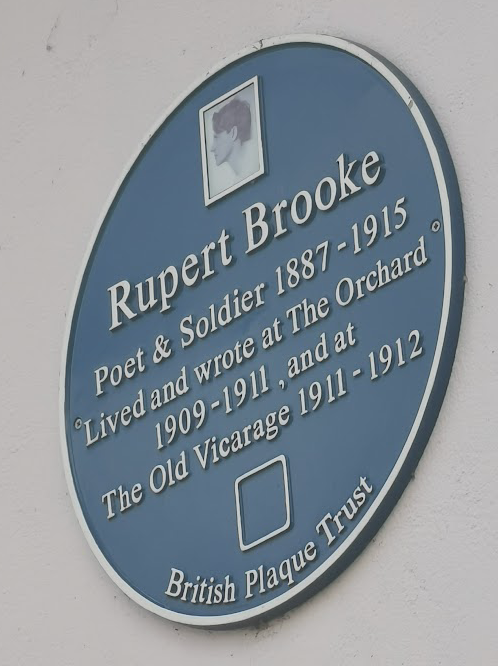 Rupert Brooke
Poet & Soldier 1887-1915
Lived and wrote at The Orchard
1909-1911, and at
The Old Vicarage 1911-1912
British Plaque Trust